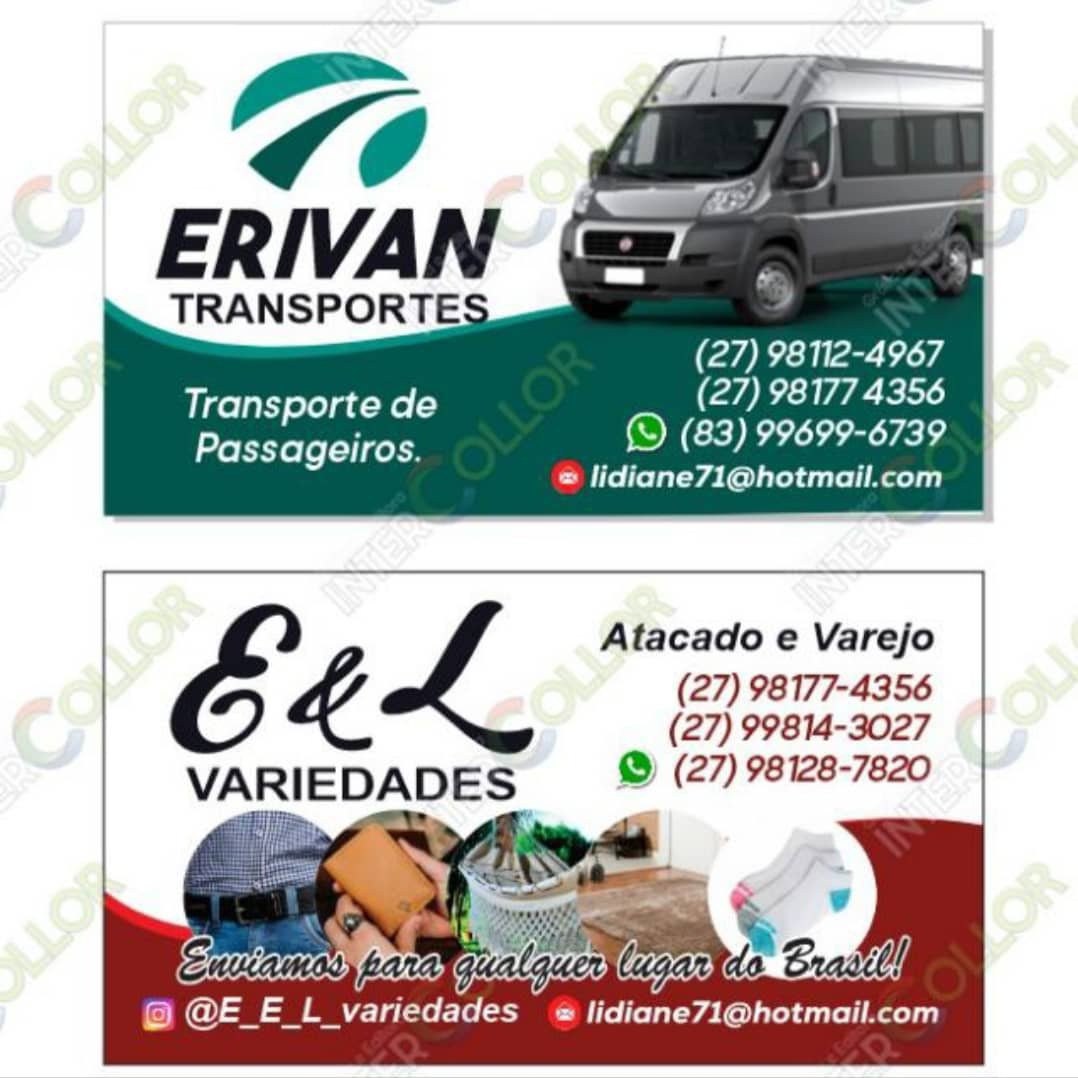 ERIVAN
TRANSPORTES
Transporte de
Passageiros.
(27) 98112-4967
(27) 98177 4356
(83) 99699-6739
lidiane71@hotmail.com
E & L
VARIEDADES
Atacado e Varejo
(27) 98177-4356
(27) 99814-3027
(27) 98128-7820
Enviamos para qualquer lugar do Brasil!
@E_E_L_variedades
lidiane71@hotmail.com
INTER COLLOR